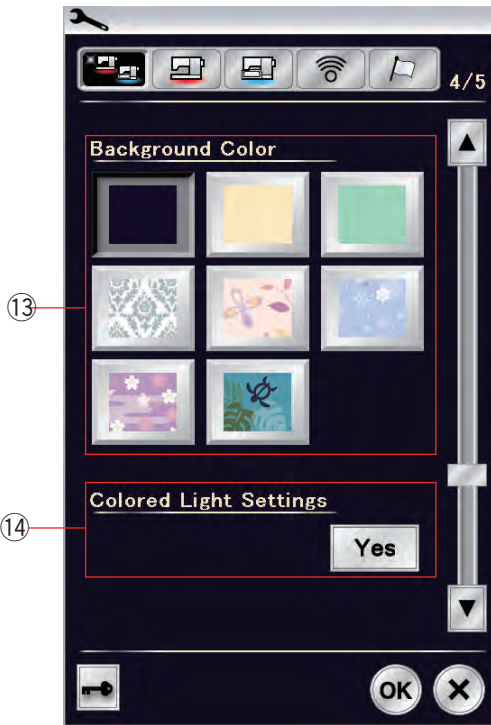 4/5
Background Color
⑬
Colored Light Settings
⑭
Yes
OK